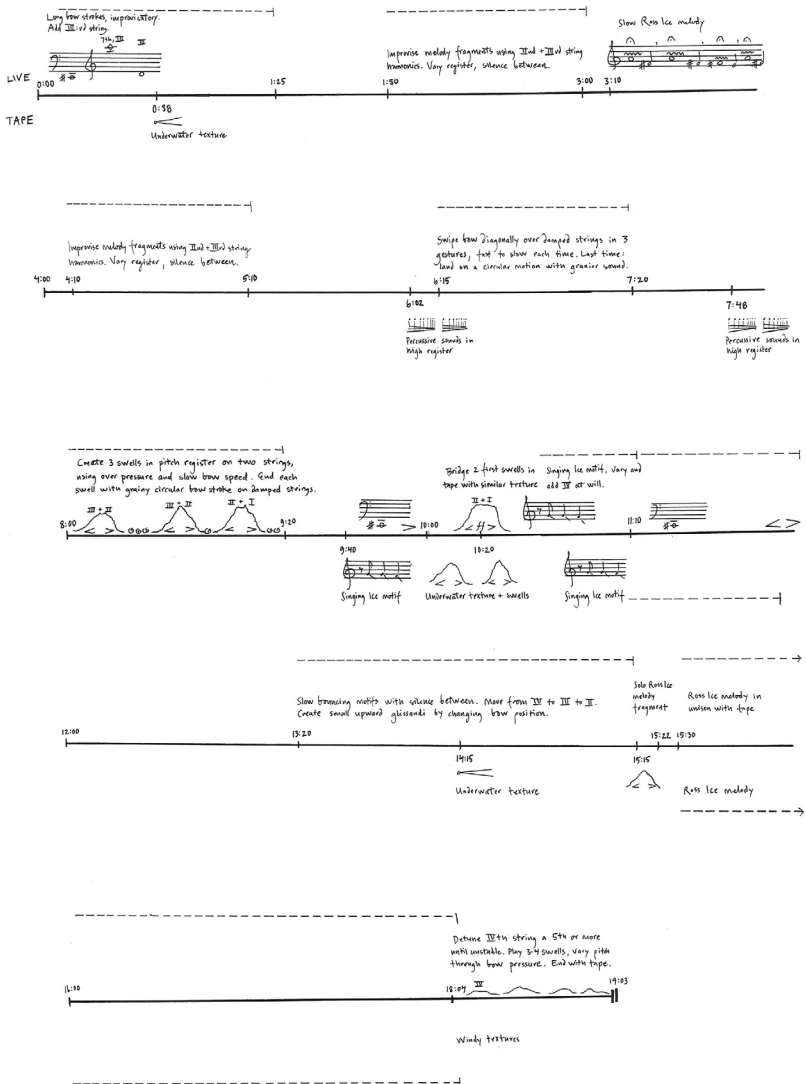 Long bow strokes, improvicatory.
Add III:rd string.
7th, III
III
Improvise melody fragments using IInd + IIIrd string
harmonics. Vary register, silence between.
Slow Ross Ice melody
LIVE
0:00
1:25
1:50
3:00
3:10
TAPE
0:38
Underwater texture
Improvise melody fragments using IInd + IIIrd string
harmonics. Vary register, silence between.
Swipe bow diagonally over damped strings in 3
gestures, fast to slow each time. Last time:
land on a circular motion with granier sound.
4:00
4:10
5:10
6:15
7:20
6:02
7:48
Percussive sounds in
high register
Percussive sounds in
high register
Create 3 swells in pitch register on two strings,
using over pressure and slow bow speed. End each
swell with grainy circular bow stroke on damped strings.
Bridge 2 first swells in
tape with similar texture
Singing Ice motif, vary and
add IV at will.
III + II
III + II
II + I
II + I
8:00
9:20
10:00
11:10
9:40
10:20
Singing Ice motif
Underwater texture + swells
Singing Ice motif
Slow bouncing motifs with silence between. Move from IV to III to II.
Create small upward glissandi by changing bow position.
Solo Ross Ice
melody
fragment
Ross Ice melody in
unison with tape
12:00
13:20
15:22
15:30
14:15
15:15
Underwater texture
Ross Ice melody
Detune IVth string a 5th or more
until unstable. Play 3-4 swells, vary pitch
through bow pressure. End with tape.
16:00
18:04
IV
19:03
Windy textures